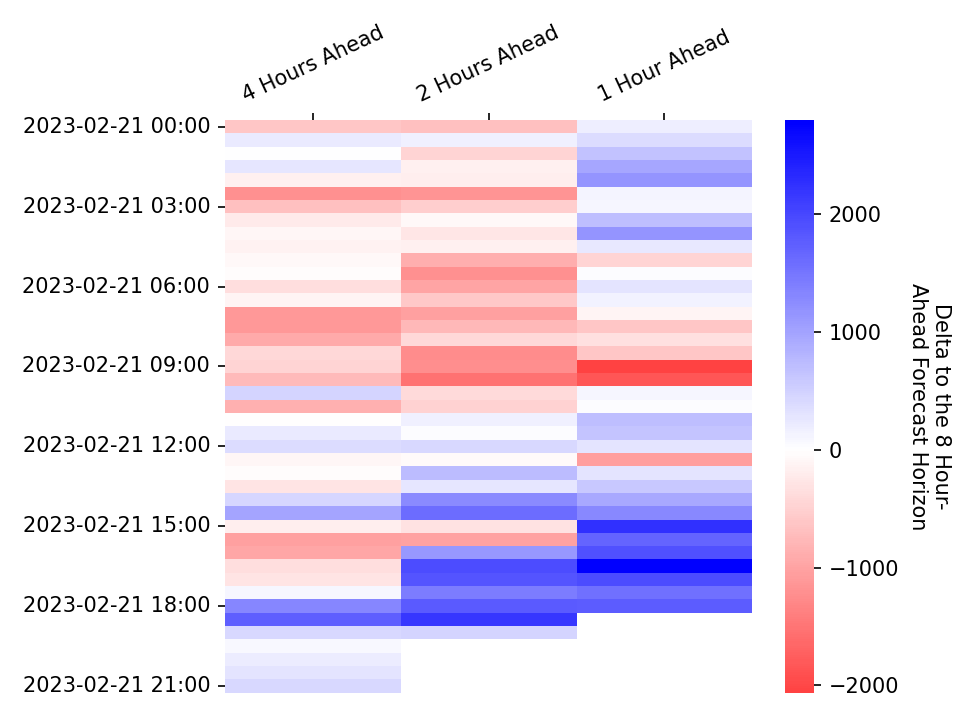 4 Hours Ahead
2 Hours Ahead
1 Hour Ahead
2023-02-21 00:00
2023-02-21 03:00
2023-02-21 06:00
2023-02-21 09:00
2023-02-21 12:00
2023-02-21 15:00
2023-02-21 18:00
2023-02-21 21:00
2000
1000
0
−1000
−2000
Delta to the 8 Hour-
Ahead Forecast Horizon